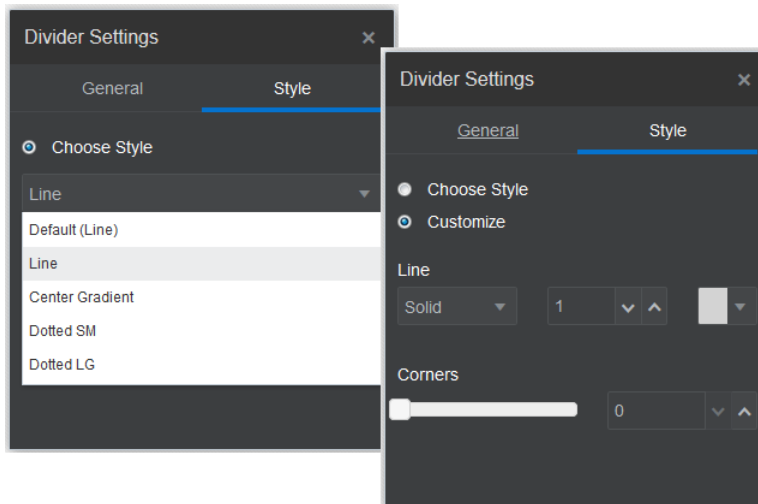 Divider Settings
General Style
Choose Style
Line
Default (Line)
Line
Center Gradient
Dotted SM
Dotted LG
Divider Settings
General Style
Choose Style
Customize
Line
Solid 1
Corners
0